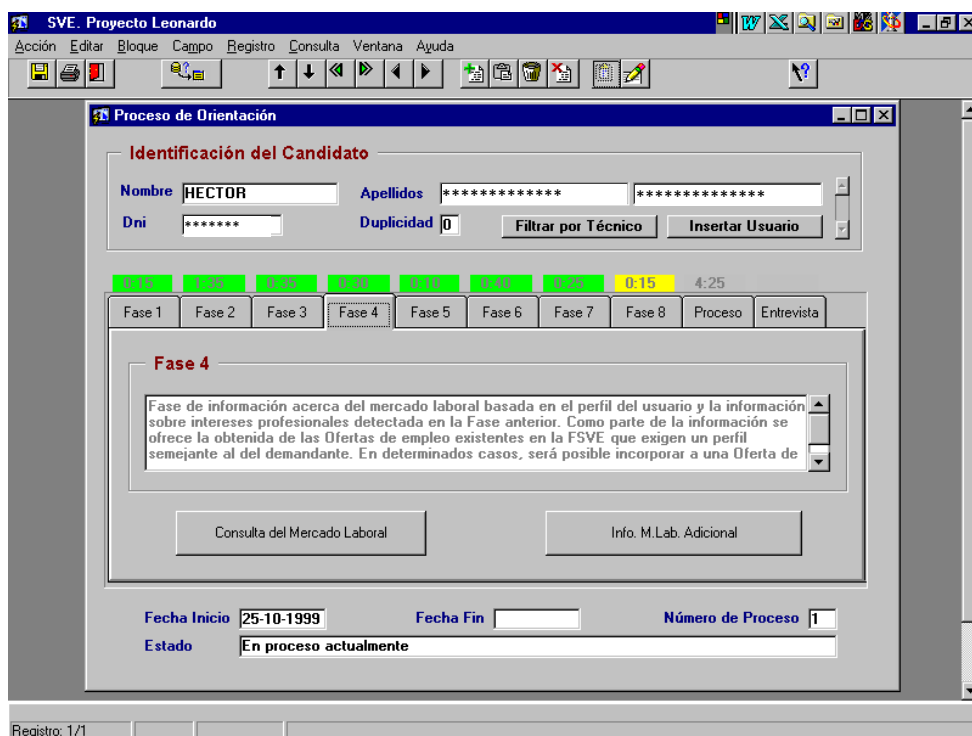 SVE. Proyecto Leonardo
Acción Editar Bloque Campo Registro Consulta Ventana Ayuda
Proceso de Orientación
Identificación del Candidato
Nombre HECTOR Apellidos ************* **************
Dni ******* Duplicidad 0 Filtrar por Técnico Insertar Usuario
0:15 1:35 0:35 0:30 0:10 0:40 0:25 0:15 4:25
Fase 1 Fase 2 Fase 3 Fase 4 Fase 5 Fase 6 Fase 7 Fase 8 Proceso Entrevista
Fase 4
Fase de información acerca del mercado laboral basada en el perfil del usuario y la información
sobre intereses profesionales detectada en la Fase anterior. Como parte de la información se
ofrece la obtenida de las Ofertas de empleo existentes en la FSVE que exigen un perfil
semejante al del demandante. En determinados casos, será posible incorporar a una Oferta de
Consulta del Mercado Laboral Info. M.Lab. Adicional
Fecha Inicio 25-10-1999 Fecha Fin Número de Proceso 1
Estado En proceso actualmente
Registro: 1/1